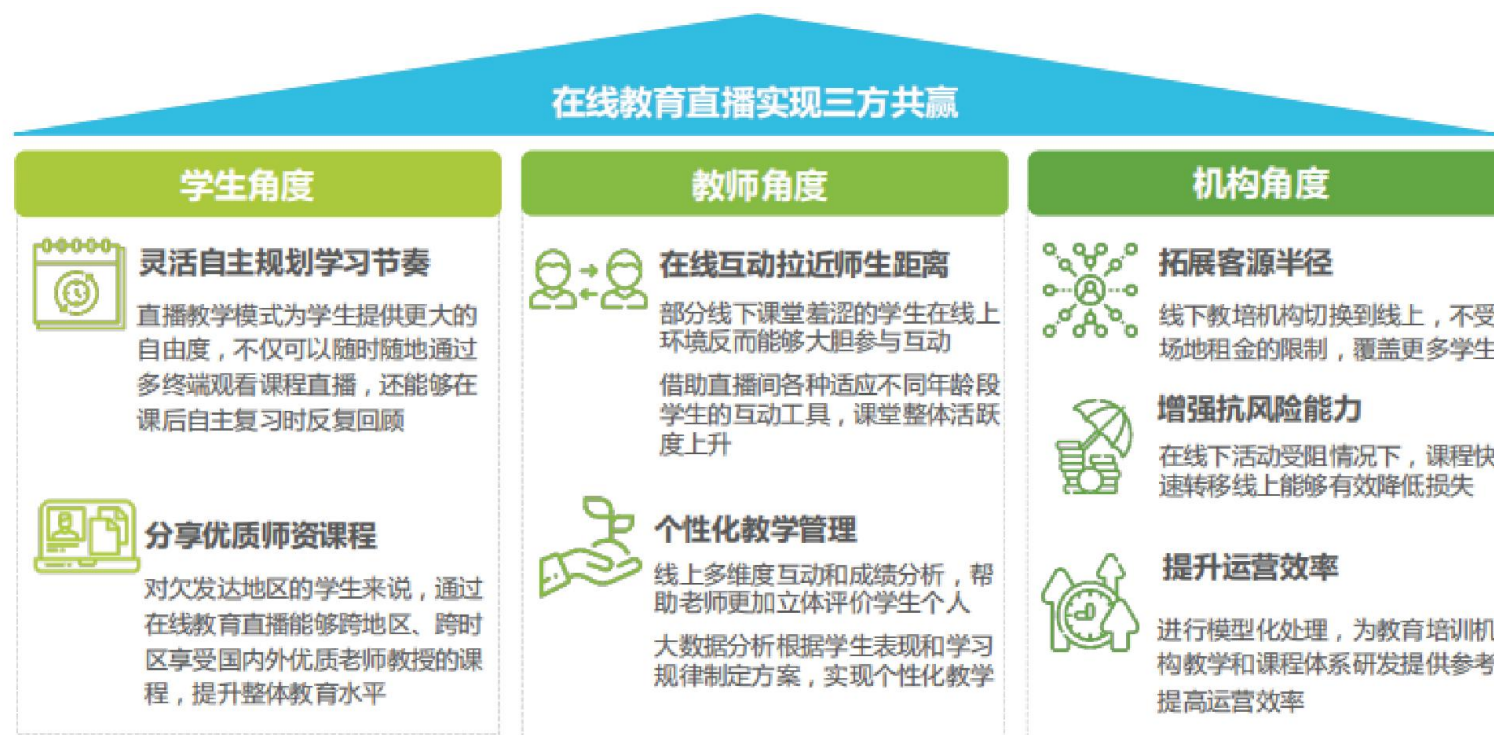 在线教育直播实现三方共赢
学生角度
灵活自主规划学习节奏
直播教学模式为学生提供更大的
自由度，不仅可以随时随地通过
多终端观看课程直播，还能够在
课后自主复习时反复回顾
分享优质师资课程
对欠发达地区的学生来说，通过
在线教育直播能够跨地区、跨时
区享受国内外优质老师教授的课
程，提升整体教育水平
教师角度
在线互动拉近师生距离
部分线下课堂羞涩的学生在线上
环境反而能够大胆参与互动
借助直播间各种适应不同年龄段
学生的互动工具，课堂整体活跃
度上升
个性化教学管理
线上多维度互动和成绩分析，帮
助老师更加立体评价学生个人
大数据分析根据学生表现和学习
规律制定方案，实现个性化教学
机构角度
拓展客源半径
线下教培机构切换到线上，不受
场地租金的限制，覆盖更多学生
增强抗风险能力
在线下活动受阻情况下，课程快
速转移线上能够有效降低损失
提升运营效率
进行模型化处理，为教育培训机
构教学和课程体系研发提供参考
提高运营效率